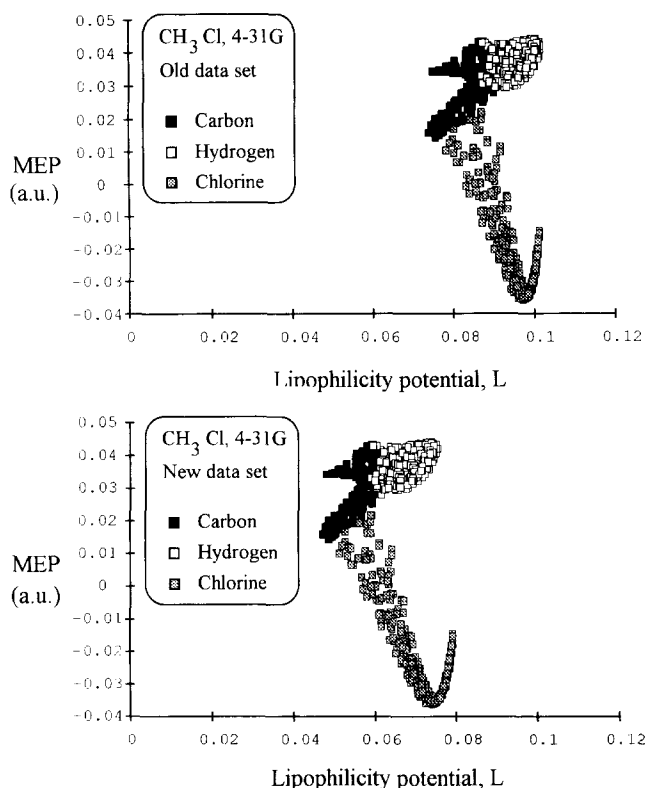 0.05
0.04
0.03
0.02
0.01
0
-0.01
-0.02
-0.03
-0.04
MEP
(a.u.)
CH3 Cl, 4-31G
Old data set
Carbon
Hydrogen
Chlorine
0 0.02 0.04 0.06 0.08 0.1 0.12
Lipophilicity potential, L
0.05
0.04
0.03
0.02
0.01
0
-0.01
-0.02
-0.03
-0.04
MEP
(a.u.)
CH3 Cl, 4-31G
New data set
Carbon
Hydrogen
Chlorine
0 0.02 0.04 0.06 0.08 0.1 0.12
Lipophilicity potential, L